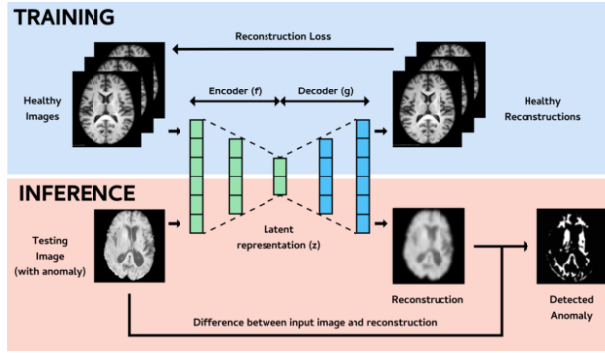 TRAINING
Reconstruction Loss
Encoder (f)
Decoder (g)
Healthy
Images
Healthy
Reconstructions
INFERENCE
Testing
Image
(with anomaly)
Latent
representation (z)
Reconstruction
Detected
Anomaly
Difference between input image and reconstruction